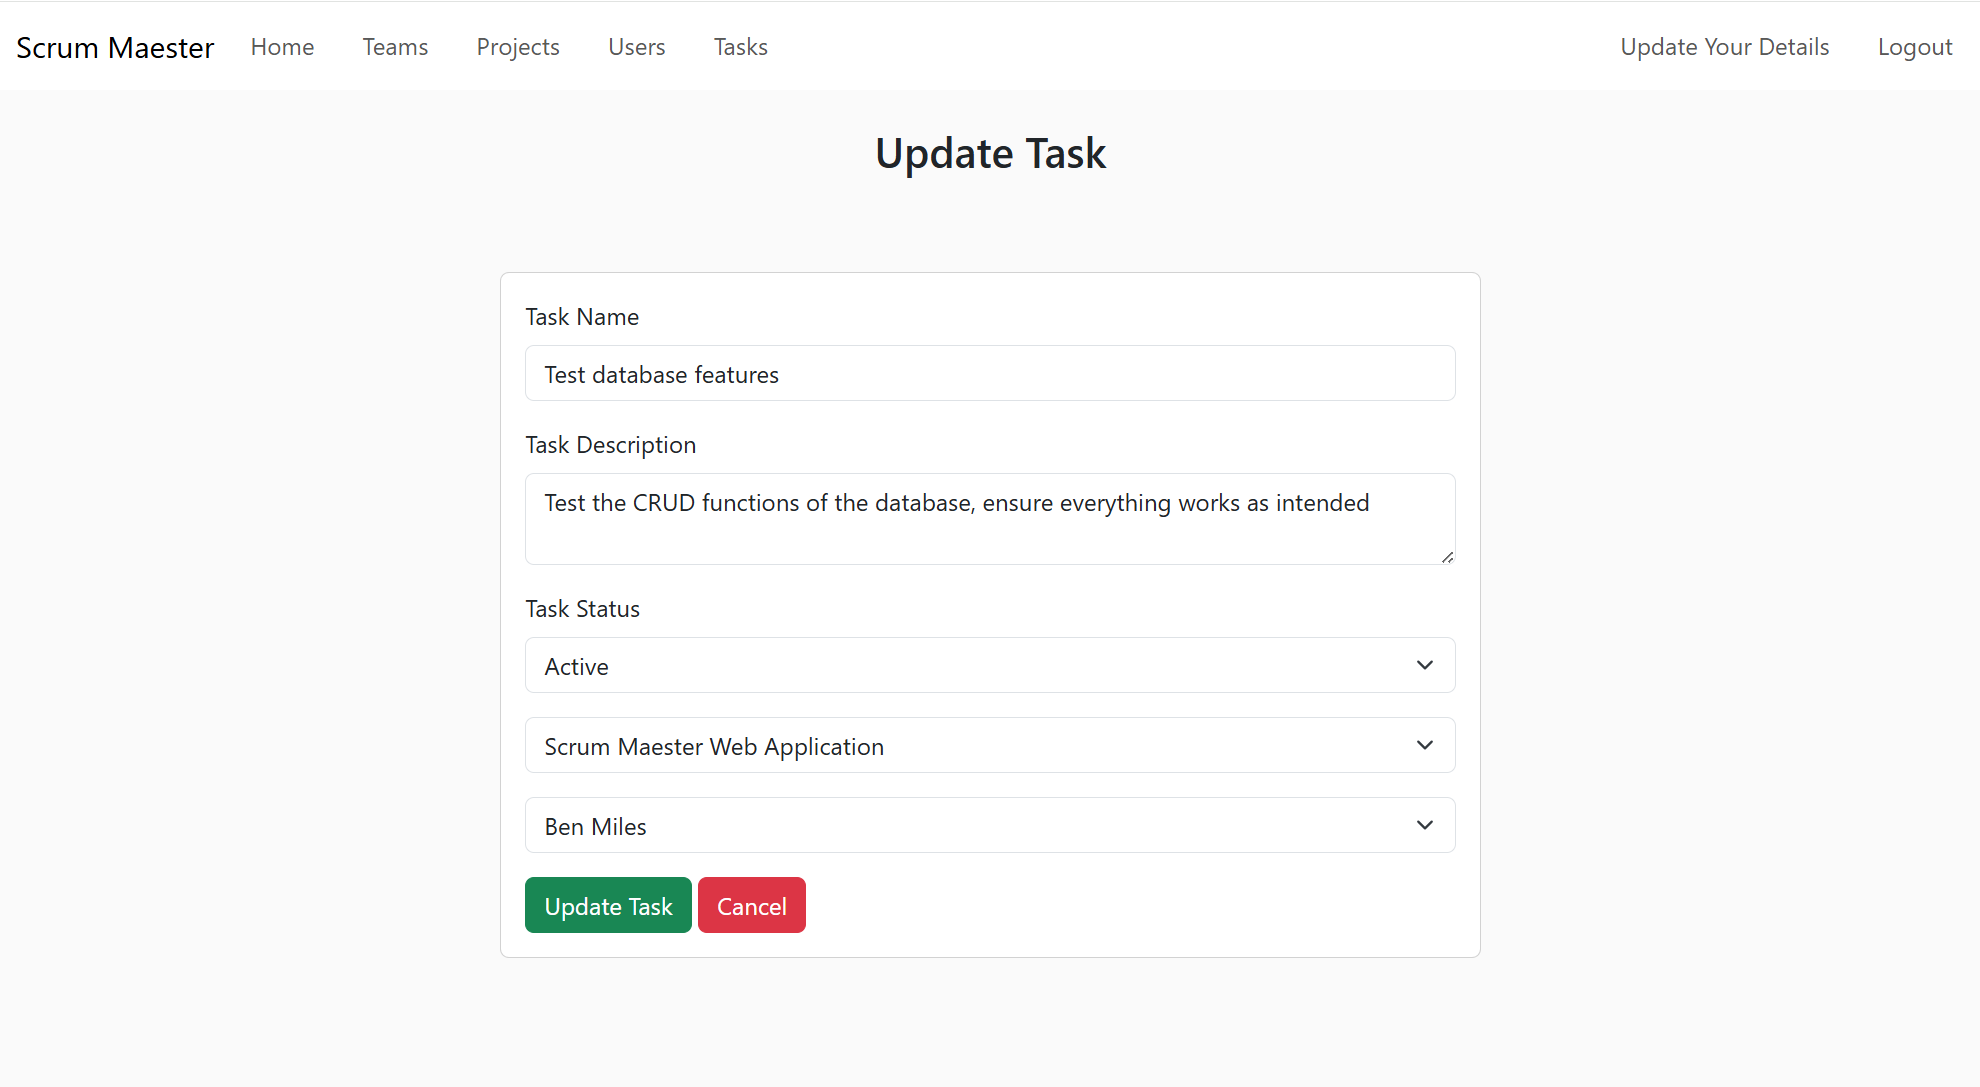 Scrum Maester Home Teams Projects Users Tasks Update Your Details Logout
Update Task
Task Name
Test database features
Task Description
Test the CRUD functions of the database, ensure everything works as intended
Task Status
Active
Scrum Maester Web Application
Ben Miles
Update Task Cancel